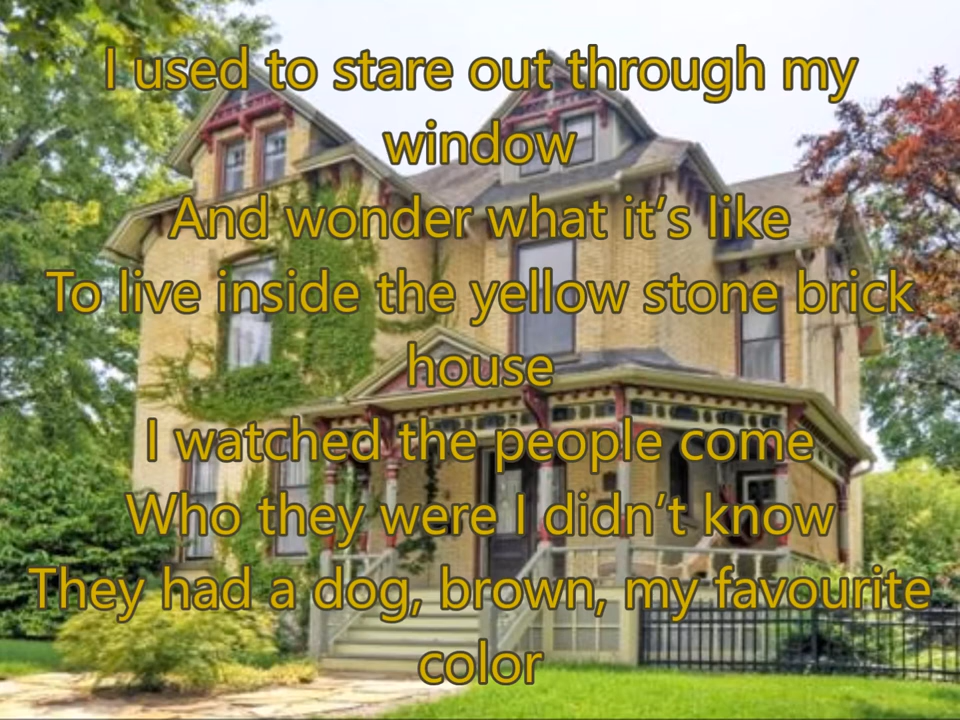 I used to stare out through my
window
And wonder what it’s like
To live inside the yellow stone brick
house
I watched the people come
Who they were I didn’t know
They had a dog, brown, my favourite
color